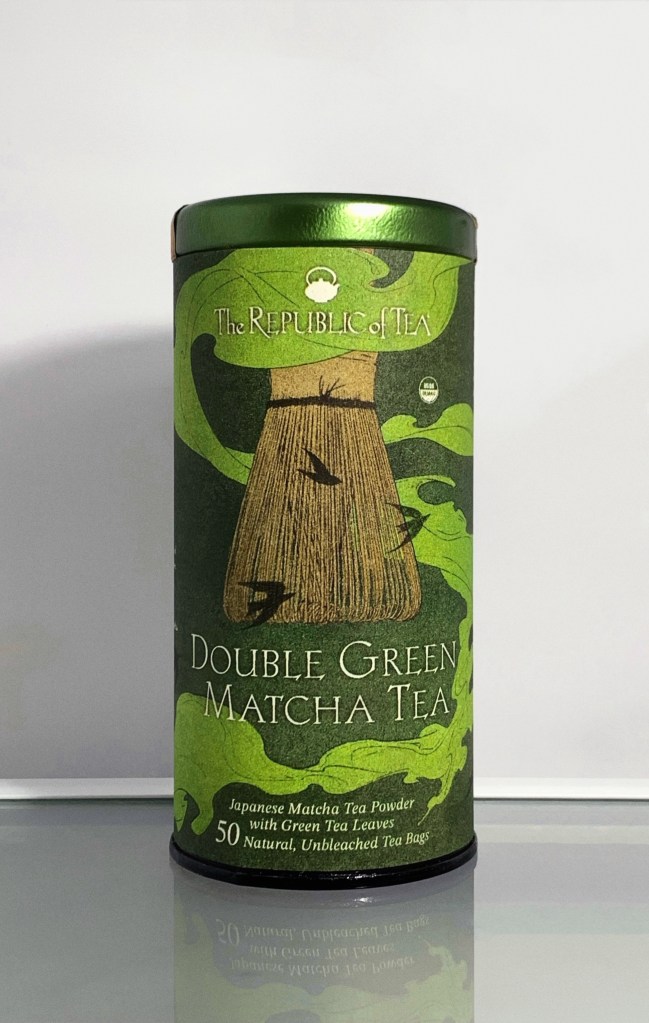 The REPUBLIC of TEA
DOUBLE GREEN
MATCHA TEA
Japanese Matcha Tea Powder
with Green Tea Leaves
50 Natural, Unbleached Tea Bags